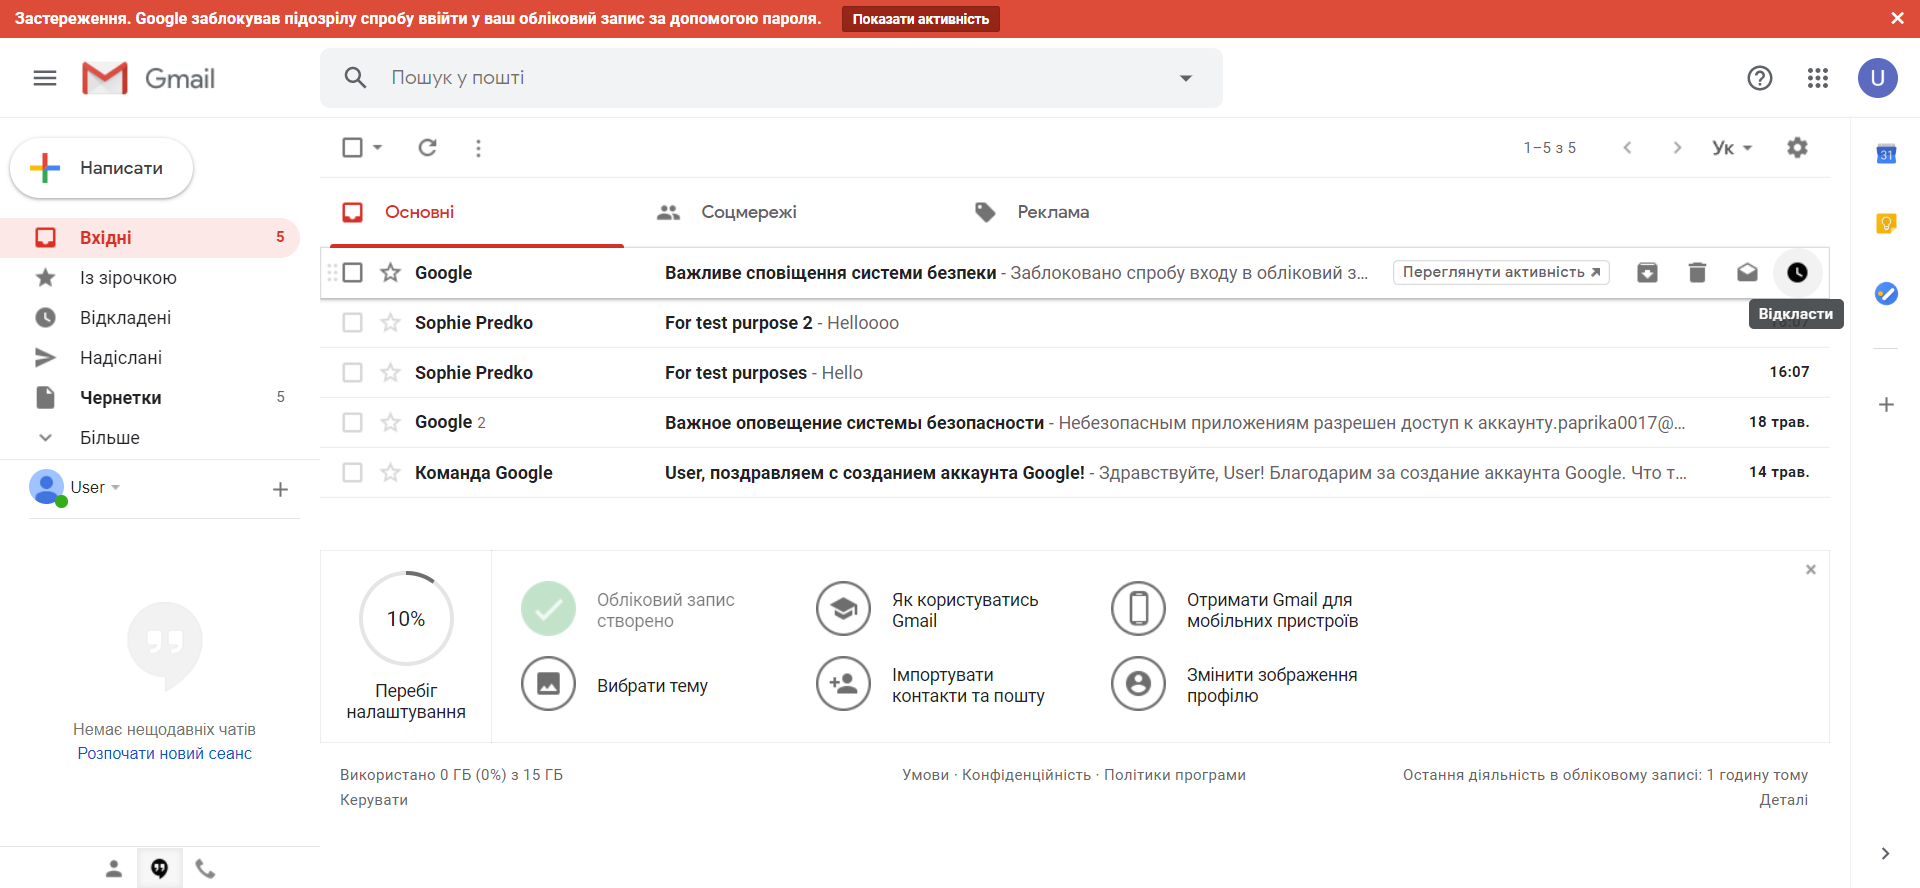 Застереження. Google заблокував підозрілу спробу ввійти у ваш обліковий запис за допомогою пароля. Показати активність
Gmail
Пошук у пошті
U
Написати
1–5 з 5
Ук
31
Основні
Соцмережі
Реклама
Вхідні 5
Із зірочкою
Відкладені
Надіслані
Чернетки 5
Більше
User
Google Важливе сповіщення системи безпеки - Заблоковано спробу входу в обліковий з... Переглянути активність
Відкласти
Sophie Predko For test purpose 2 - Helloooo
Sophie Predko For test purposes - Hello 16:07
Google 2 Важное оповещение системы безопасности - Небезопасным приложениям разрешен доступ к аккаунту.paprika0017@... 18 трав.
Команда Google User, поздравляем с созданием аккаунта Google! - Здравствуйте, User! Благодарим за создание аккаунта Google. Что т... 14 трав.
10%
Перебіг
налаштування
Обліковий запис
створено
Як користуватись
Gmail
Отримати Gmail для
мобільних пристроїв
Вибрати тему
Імпортувати
контакти та пошту
Змінити зображення
профілю
Немає нещодавніх чатів
Розпочати новий сеанс
Використано 0 ГБ (0%) з 15 ГБ
Керувати
Умови · Конфіденційність · Політики програми
Остання діяльність в обліковому записі: 1 годину тому
Деталі